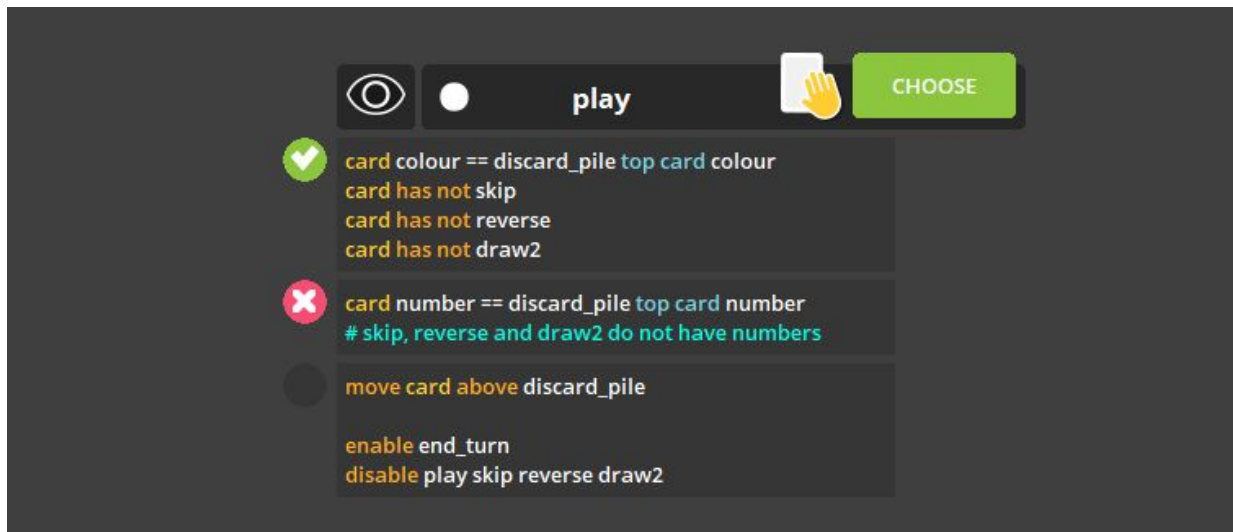 play
CHOOSE
card colour == discard_pile top card colour
card has not skip
card has not reverse
card has not draw2
card number == discard_pile top card number
# skip, reverse and draw2 do not have numbers
move card above discard_pile
enable end_turn
disable play skip reverse draw2